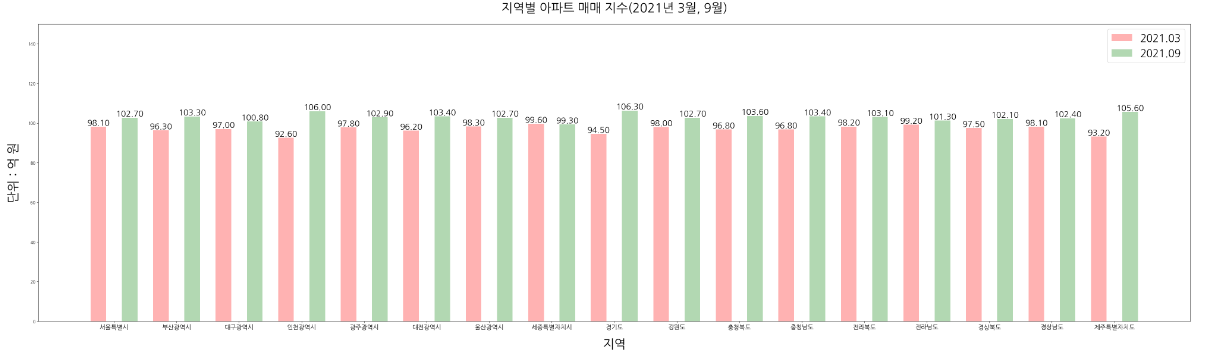 지역별 아파트 매매 지수(2021년 3월, 9월)
2021.03
2021.09
140
120
100
80
60
40
20
0
단위 : 억 원
98.10 102.70 96.30 103.30 97.00 100.80 92.60 106.00 97.80 102.90 96.20 103.40 98.30 102.70 99.60 99.30 94.50 106.30 98.00 102.70 96.80 103.60 96.80 103.40 98.20 103.10 99.20 101.30 97.50 102.10 98.10 102.40 93.20 105.60
서울특별시 부산광역시 대구광역시 인천광역시 광주광역시 대전광역시 울산광역시 세종특별자치시 경기도 강원도 충청북도 충청남도 전라북도 전라남도 경상북도 경상남도 제주특별자치도
지역